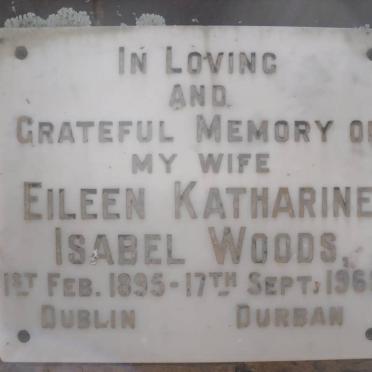 In Loving
and
Grateful Memory of
my wife
Eileen Katharine
Isabel Woods,
1st Feb. 1895 - 17th Sept, 196
Dublin Durban